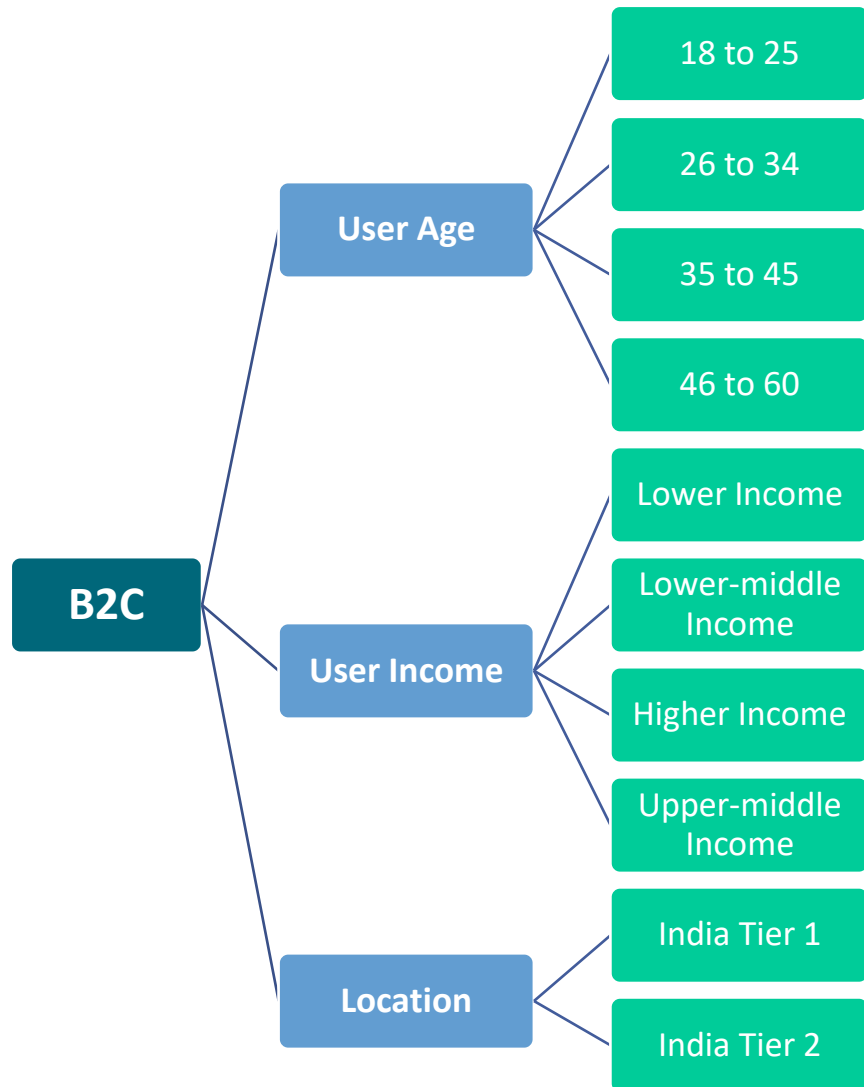 18 to 25
26 to 34
User Age
35 to 45
46 to 60
Lower Income
B2C
Lower-middle
Income
User Income
Higher Income
Upper-middle
Income
India Tier 1
Location
India Tier 2